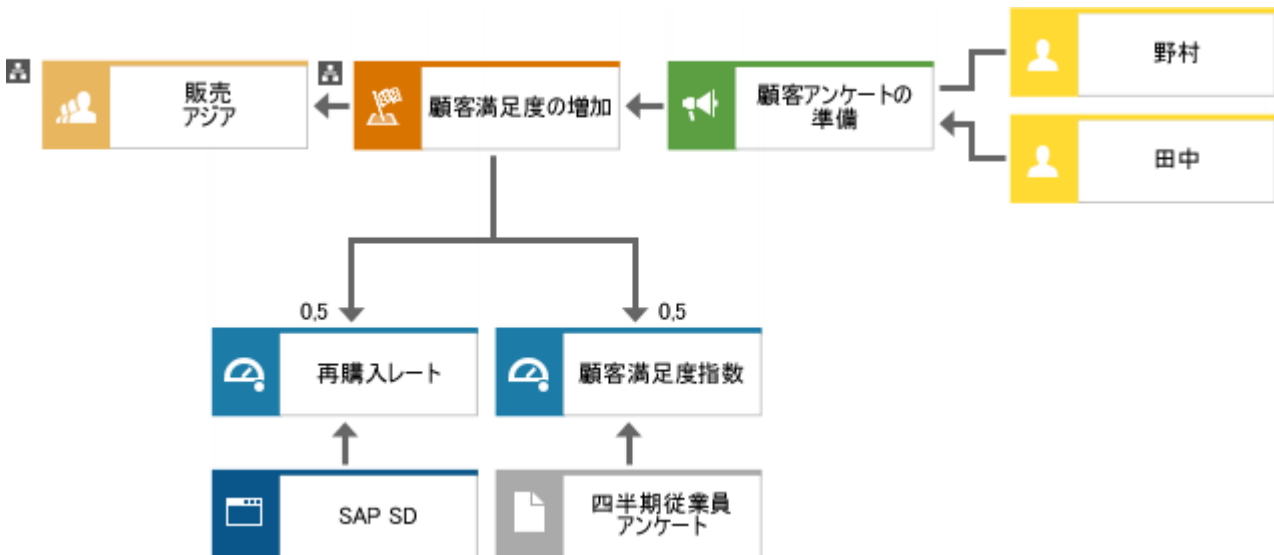 野村
販売
アジア
顧客満足度の増加
顧客アンケートの
準備
田中
0,5
0,5
再購入レート
顧客満足度指数
SAP SD
四半期従業員
アンケート